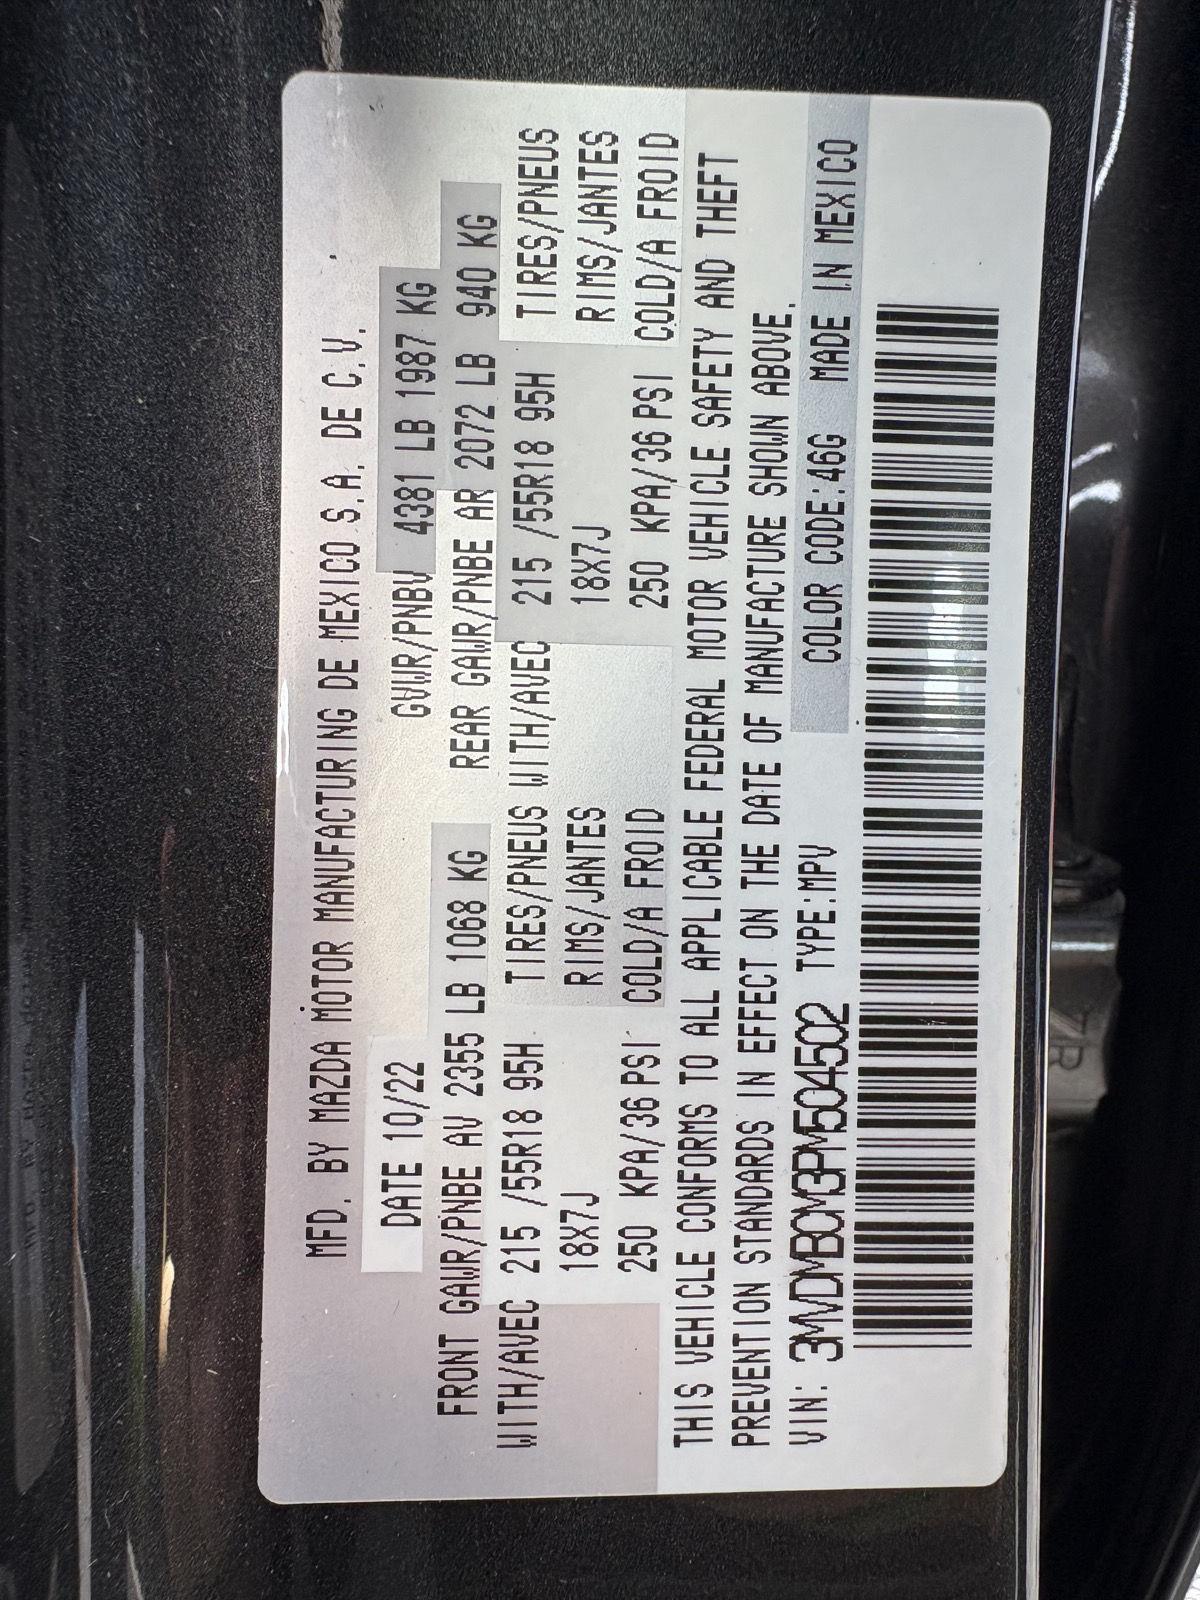 MFD. BY MAZDA MOTOR MANUFACTURING DE MEXICO S.A. DE C.V.
DATE 10/22 GVWR/PNBV 4381 LB 1987 KG
FRONT GAWR/PNBE AV 2355 LB 1068 KG REAR GAWR/PNBE AR 2072 LB 940 KG
WITH/AVEC 215 /55R18 95H TIRES/PNEUS WITH/AVEC 215 /55R18 95H TIRES/PNEUS
18X7J RIMS/JANTES 18X7J RIMS/JANTES
250 KPA/36 PSI COLD/A FROID 250 KPA/36 PSI COLD/A FROID
THIS VEHICLE CONFORMS TO ALL APPLICABLE FEDERAL MOTOR VEHICLE SAFETY AND THEFT
PREVENTION STANDARDS IN EFFECT ON THE DATE OF MANUFACTURE SHOWN ABOVE.
VIN: 3MVDMBCM3PM504502 TYPE:MPV COLOR CODE:46G MADE IN MEXICO